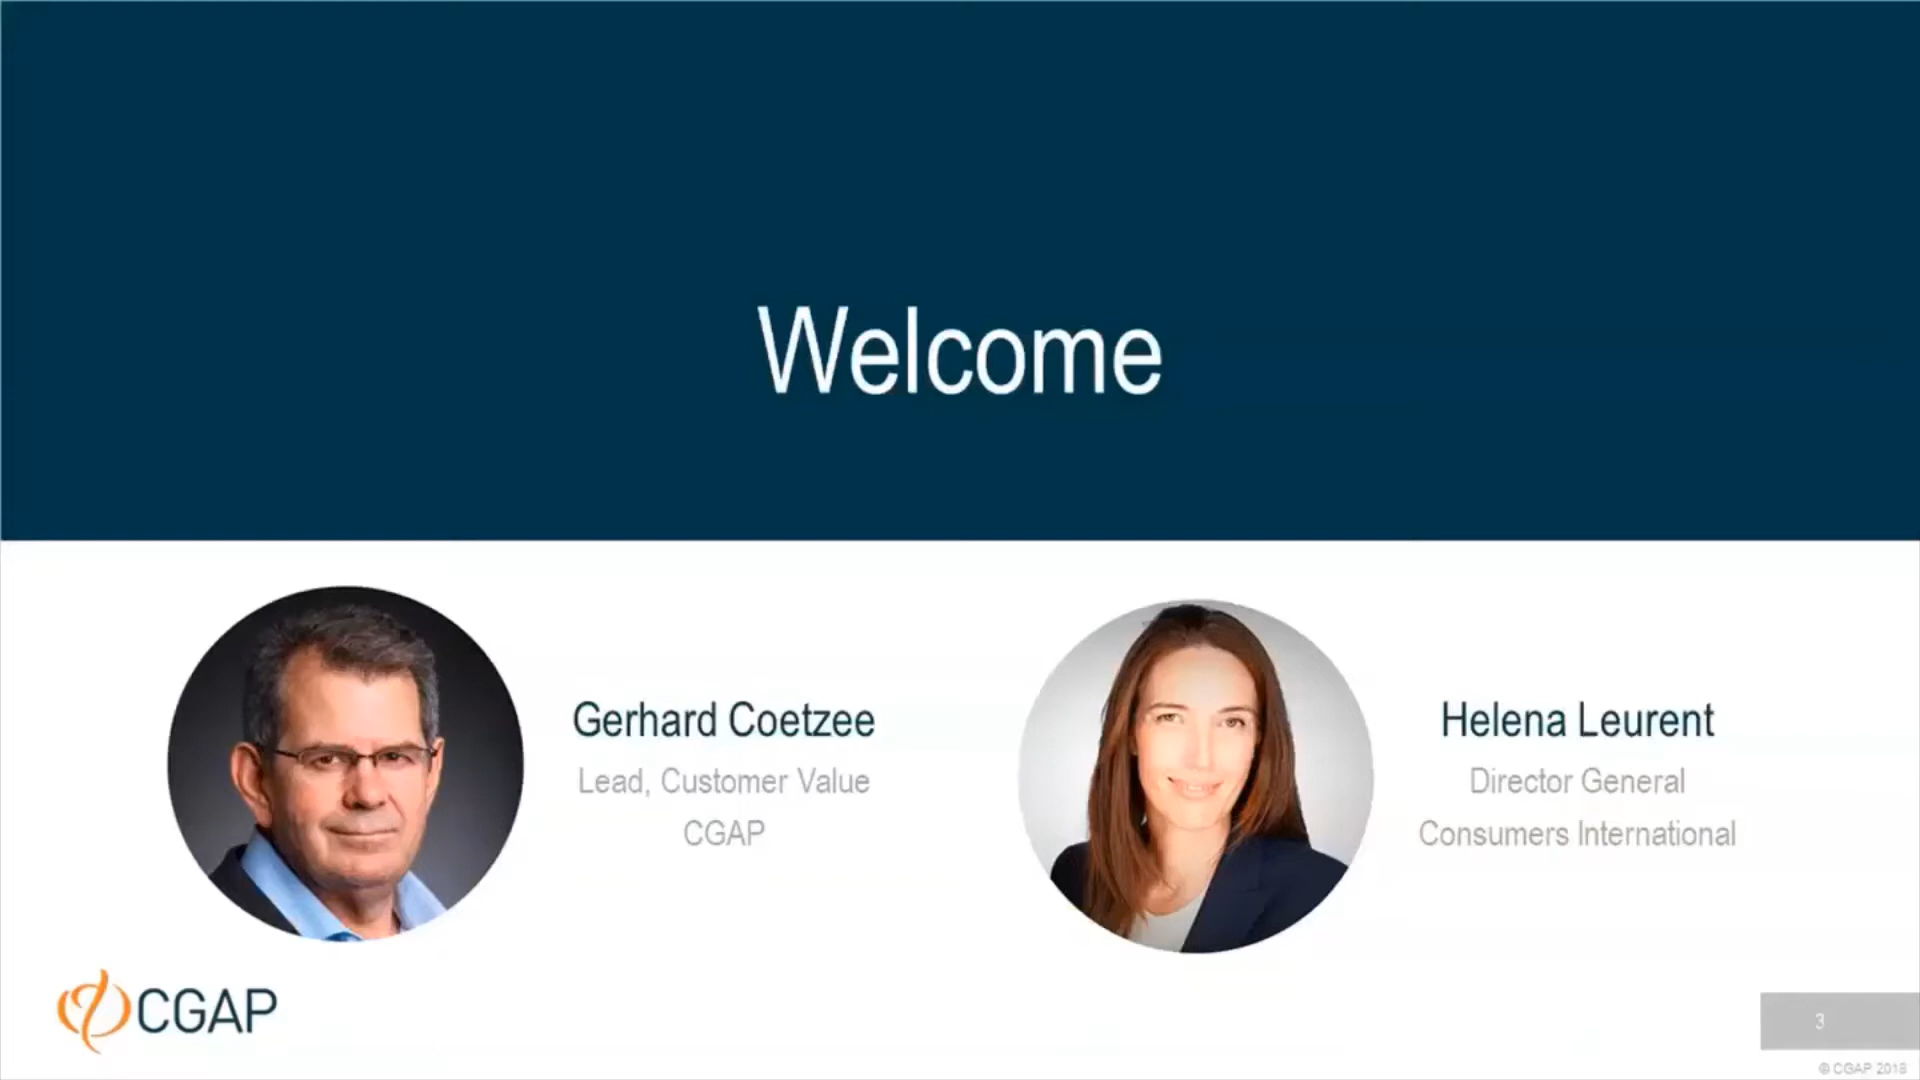 Welcome
Gerhard Coetzee
Lead, Customer Value
CGAP
Helena Leurent
Director General
Consumers International
CGAP
3
© CGAP 2018